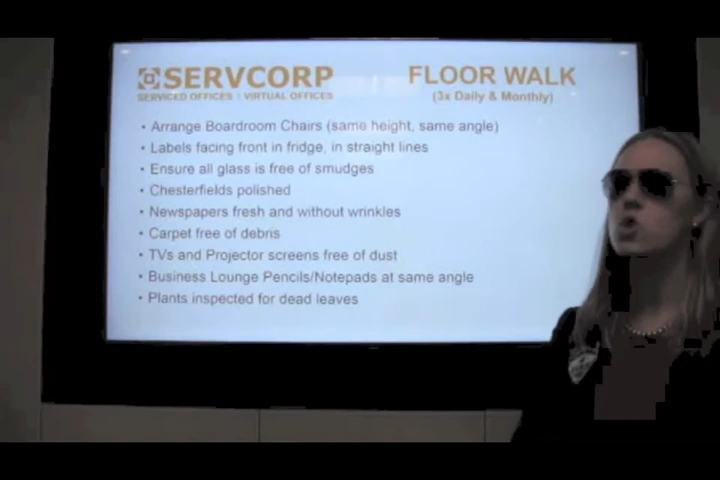 SERVCORP
SERVICED OFFICES | VIRTUAL OFFICES
FLOOR WALK
(3x Daily & Monthly)
• Arrange Boardroom Chairs (same height, same angle)
• Labels facing front in fridge, in straight lines
• Ensure all glass is free of smudges
• Chesterfields polished
• Newspapers fresh and without wrinkles
• Carpet free of debris
• TVs and Projector screens free of dust
• Business Lounge Pencils/Notepads at same angle
• Plants inspected for dead leaves